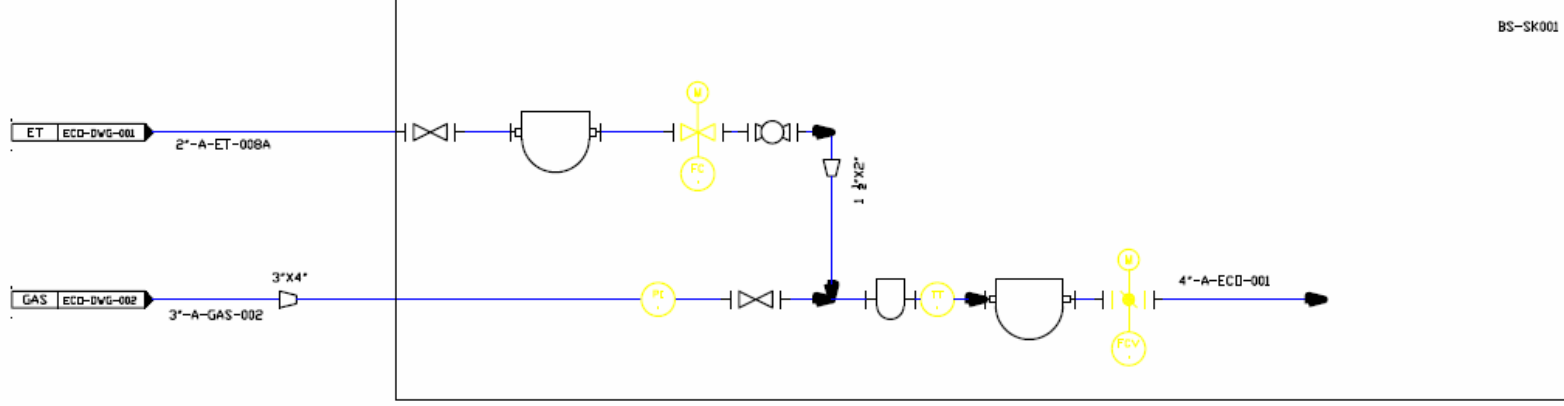 BS-SK001
M
ET ECO-DWG-001
2"-A-ET-008A
FC
1 ½"X2"
M
3"X4"
4"-A-ECO-001
GAS ECO-DWG-002
TT
3"-A-GAS-002
FCV